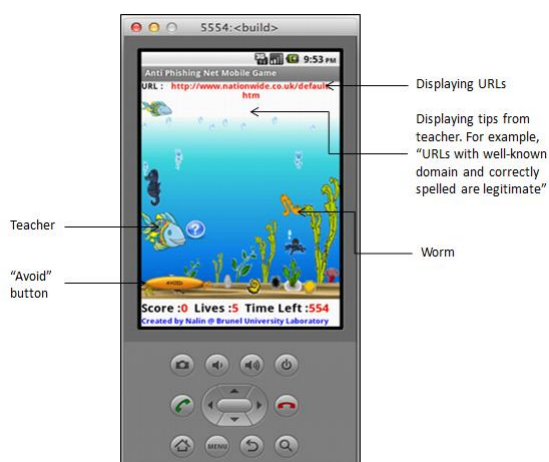 5554:<build>
9:53 PM
Anti Phishing Net Mobile Game
URL : http://www.nationwide.co.uk/default.
htm
AVOID
Score :0 Lives :5 Time Left :554
Created by Nalin @ Brunel University Laboratory
MENU
Teacher
"Avoid"
button
Displaying URLs
Displaying tips from
teacher. For example,
"URLs with well-known
domain and correctly
spelled are legitimate"
Worm